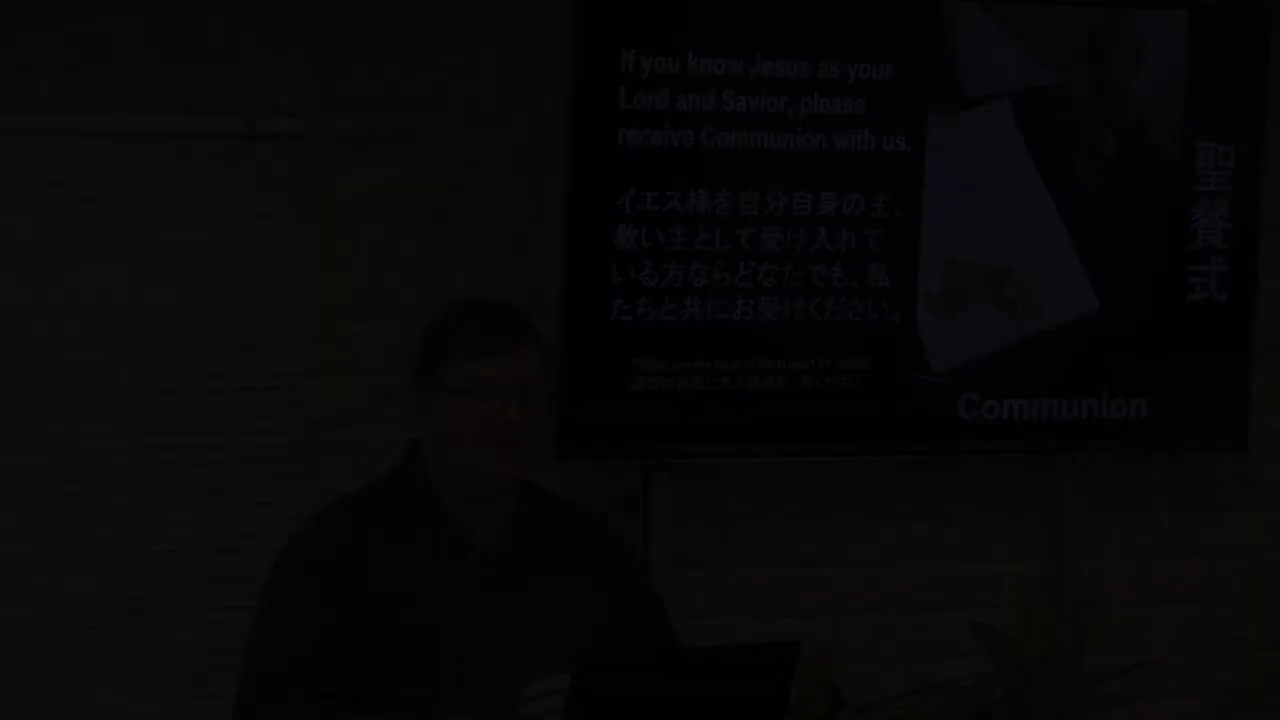 If you know Jesus as your
Lord and Savior, please
receive Communion with us.
イエス様を自分自身の主、
救い主として受け入れて
いる方ならどなたでも、私
たちと共にお受けください。
聖餐式
Communion